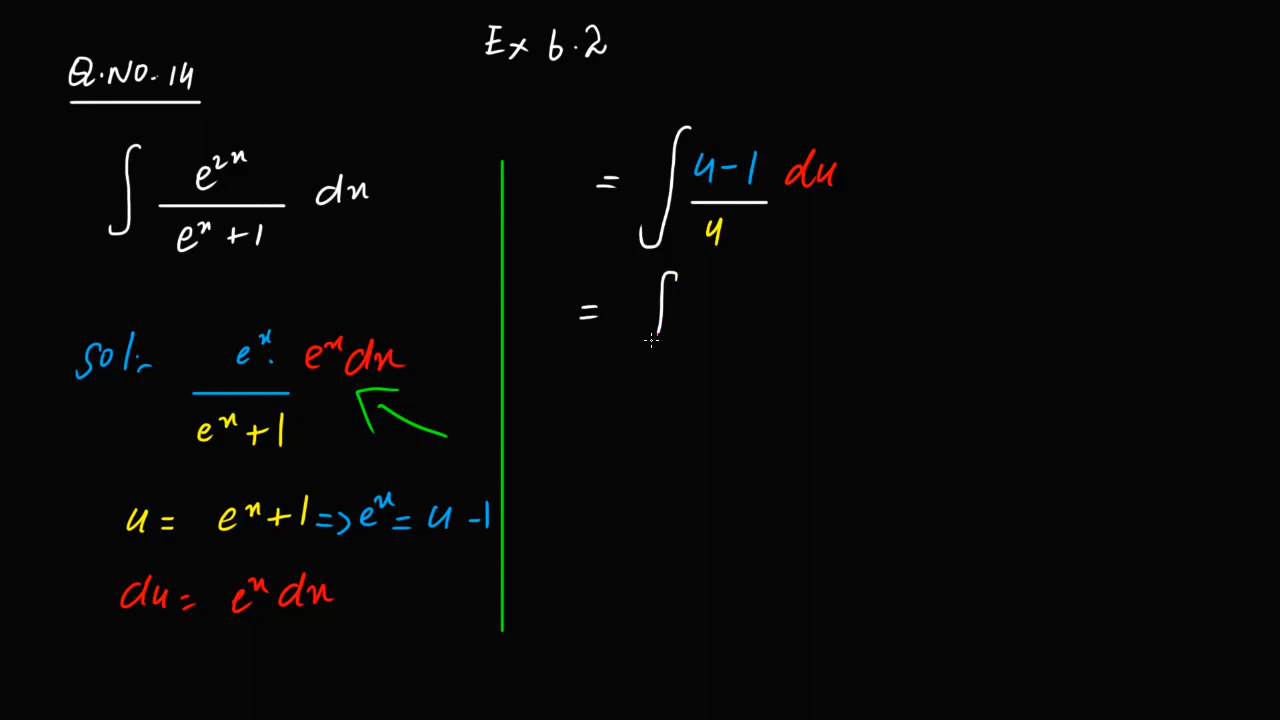 Ex 6.2
Q.NO-14
∫ e^{2x} / (e^x + 1) dx
Sol:- e^x · e^x dx / (e^x + 1)
u = e^x + 1 => e^x = u - 1
du = e^x dx
= ∫ (u - 1) / u du
= ∫